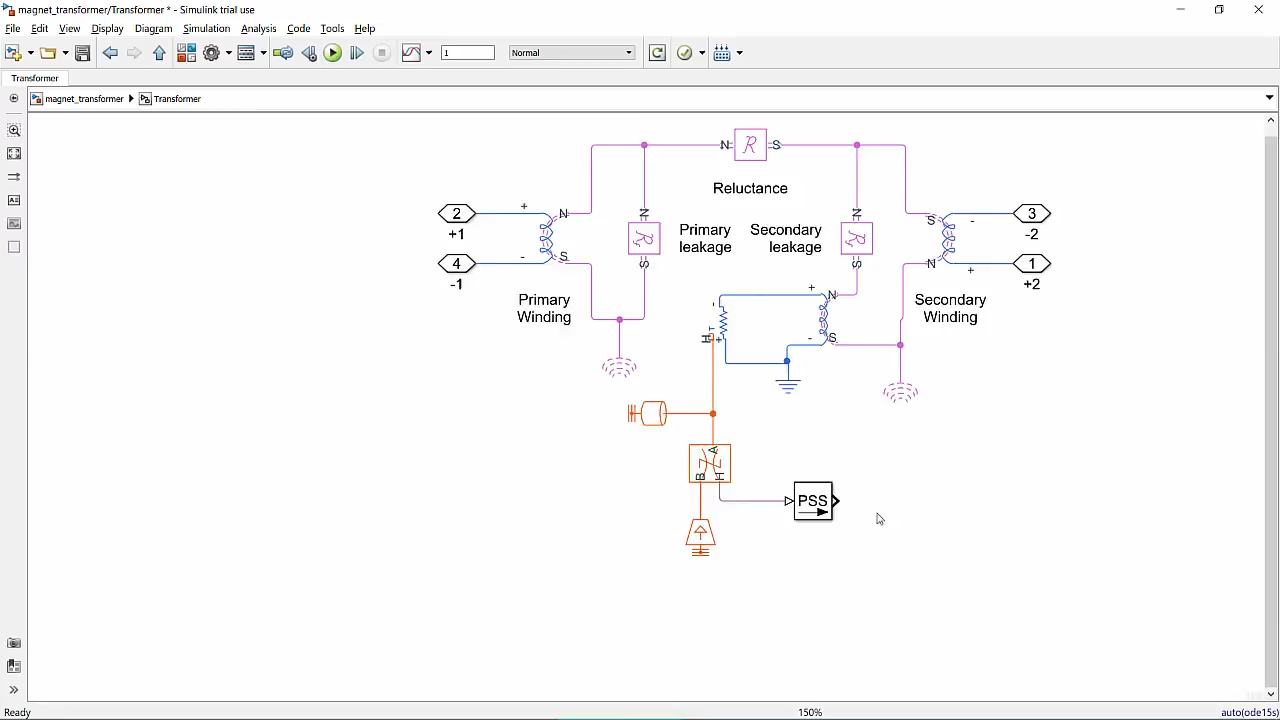 magnet_transformer/Transformer * - Simulink trial use
File Edit View Display Diagram Simulation Analysis Code Tools Help
1 Normal
Transformer
magnet_transformer Transformer
N R S
Reluctance
2 + N N N S - 3
+1 R Primary Secondary R -2
leakage leakage
4 - S S S N + 1
-1 +2
Primary
Winding
Secondary
Winding
+ N
-
H T +
- S
A
B H
PSS
Ready 150% auto(ode15s)